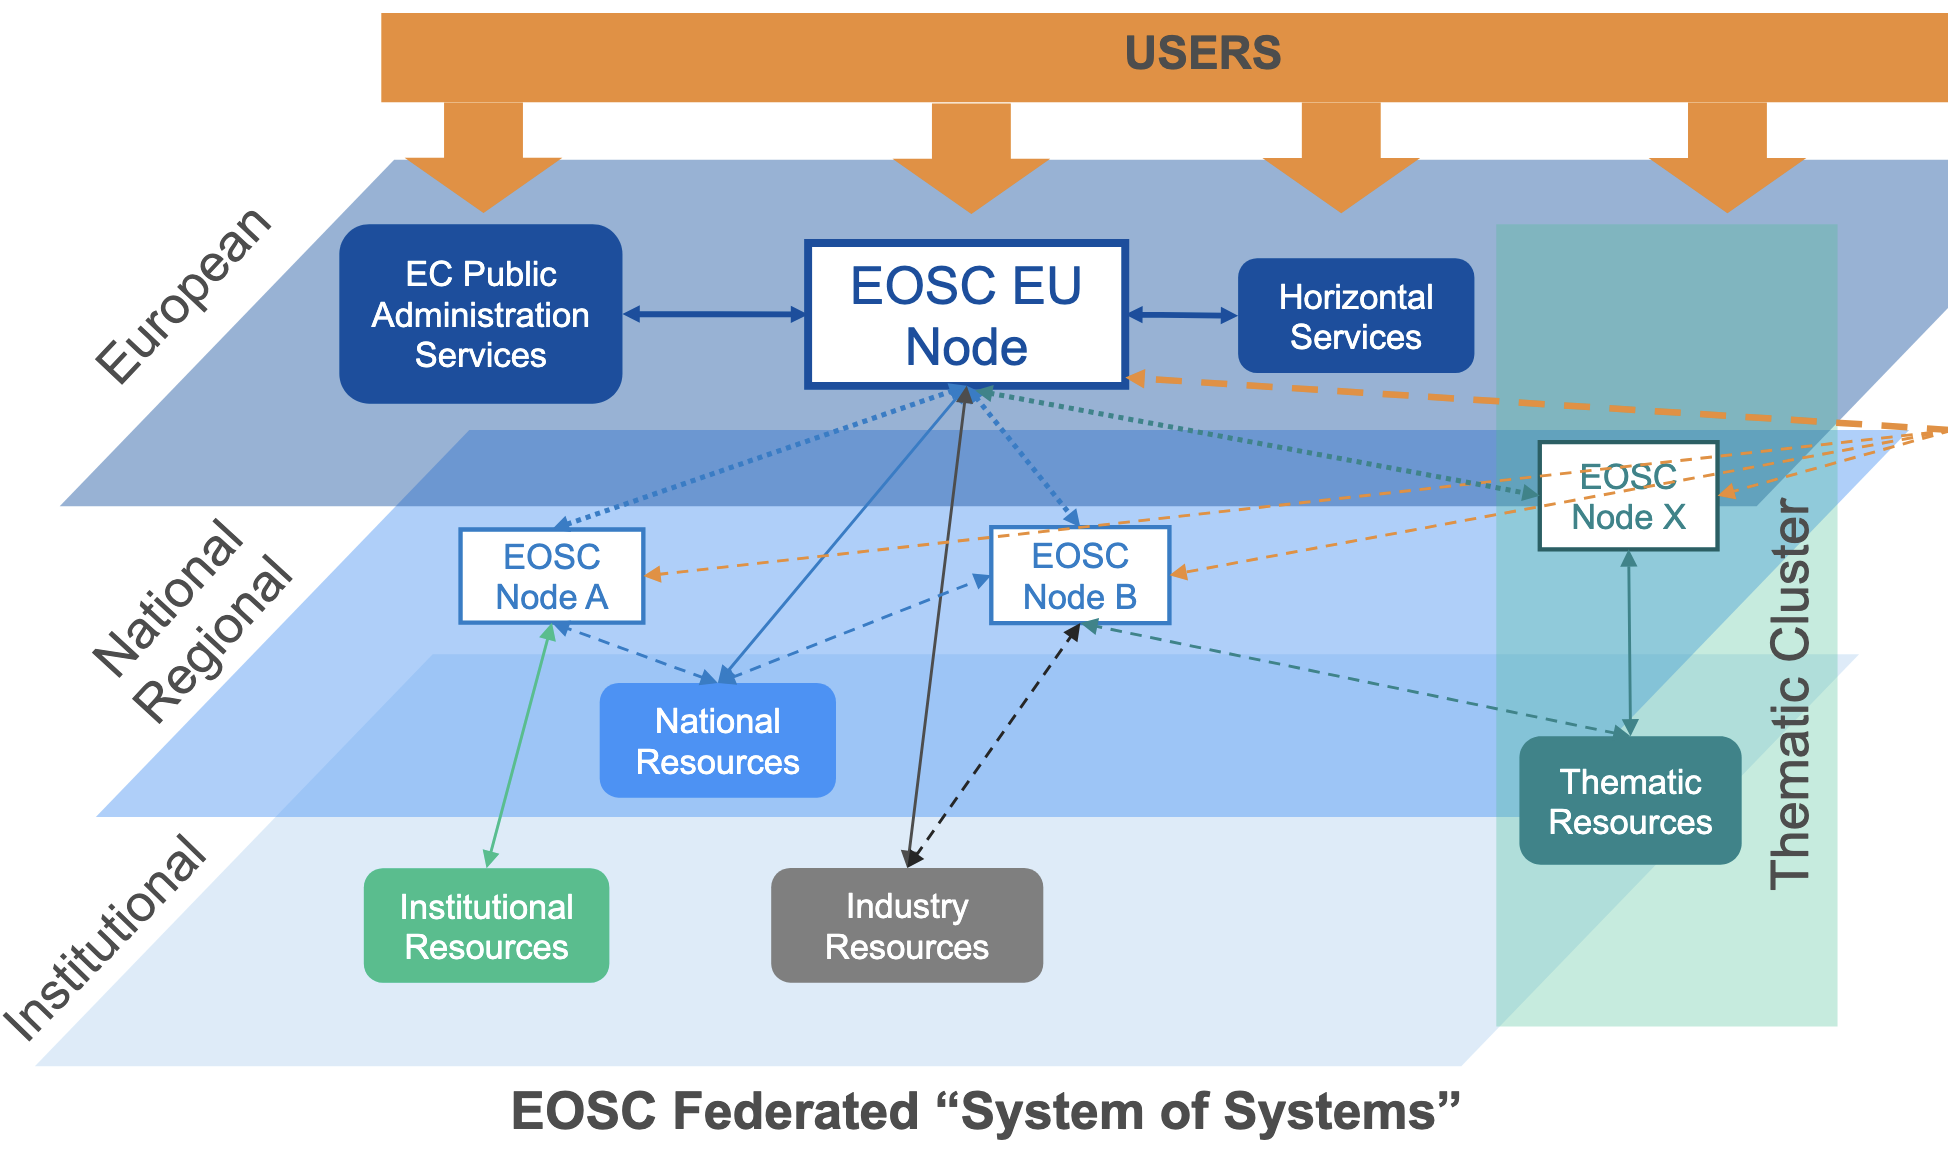 USERS
European
EC Public
Administration
Services
EOSC EU
Node
Horizontal
Services
National
Regional
EOSC
Node A
EOSC
Node B
EOSC
Node X
Thematic Cluster
National
Resources
Thematic
Resources
Institutional
Institutional
Resources
Industry
Resources
EOSC Federated “System of Systems”